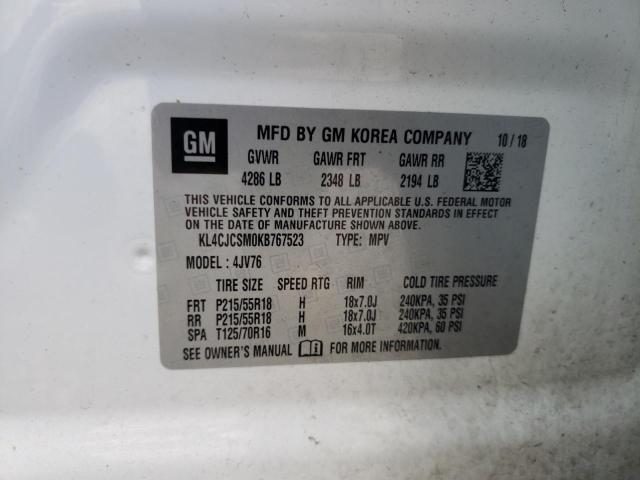 GM MFD BY GM KOREA COMPANY 10 / 18
GVWR GAWR FRT GAWR RR
4286 LB 2348 LB 2194 LB
THIS VEHICLE CONFORMS TO ALL APPLICABLE U.S. FEDERAL MOTOR
VEHICLE SAFETY AND THEFT PREVENTION STANDARDS IN EFFECT
ON THE DATE OF MANUFACTURE SHOWN ABOVE.
KL4CJCSM0KB767523 TYPE: MPV
MODEL : 4JV76
TIRE SIZE SPEED RTG RIM COLD TIRE PRESSURE
FRT P215/55R18 H 18x7.0J 240KPA, 35 PSI
RR P215/55R18 H 18x7.0J 240KPA, 35 PSI
SPA T125/70R16 M 16x4.0T 420KPA, 60 PSI
SEE OWNER'S MANUAL FOR MORE INFORMATION.